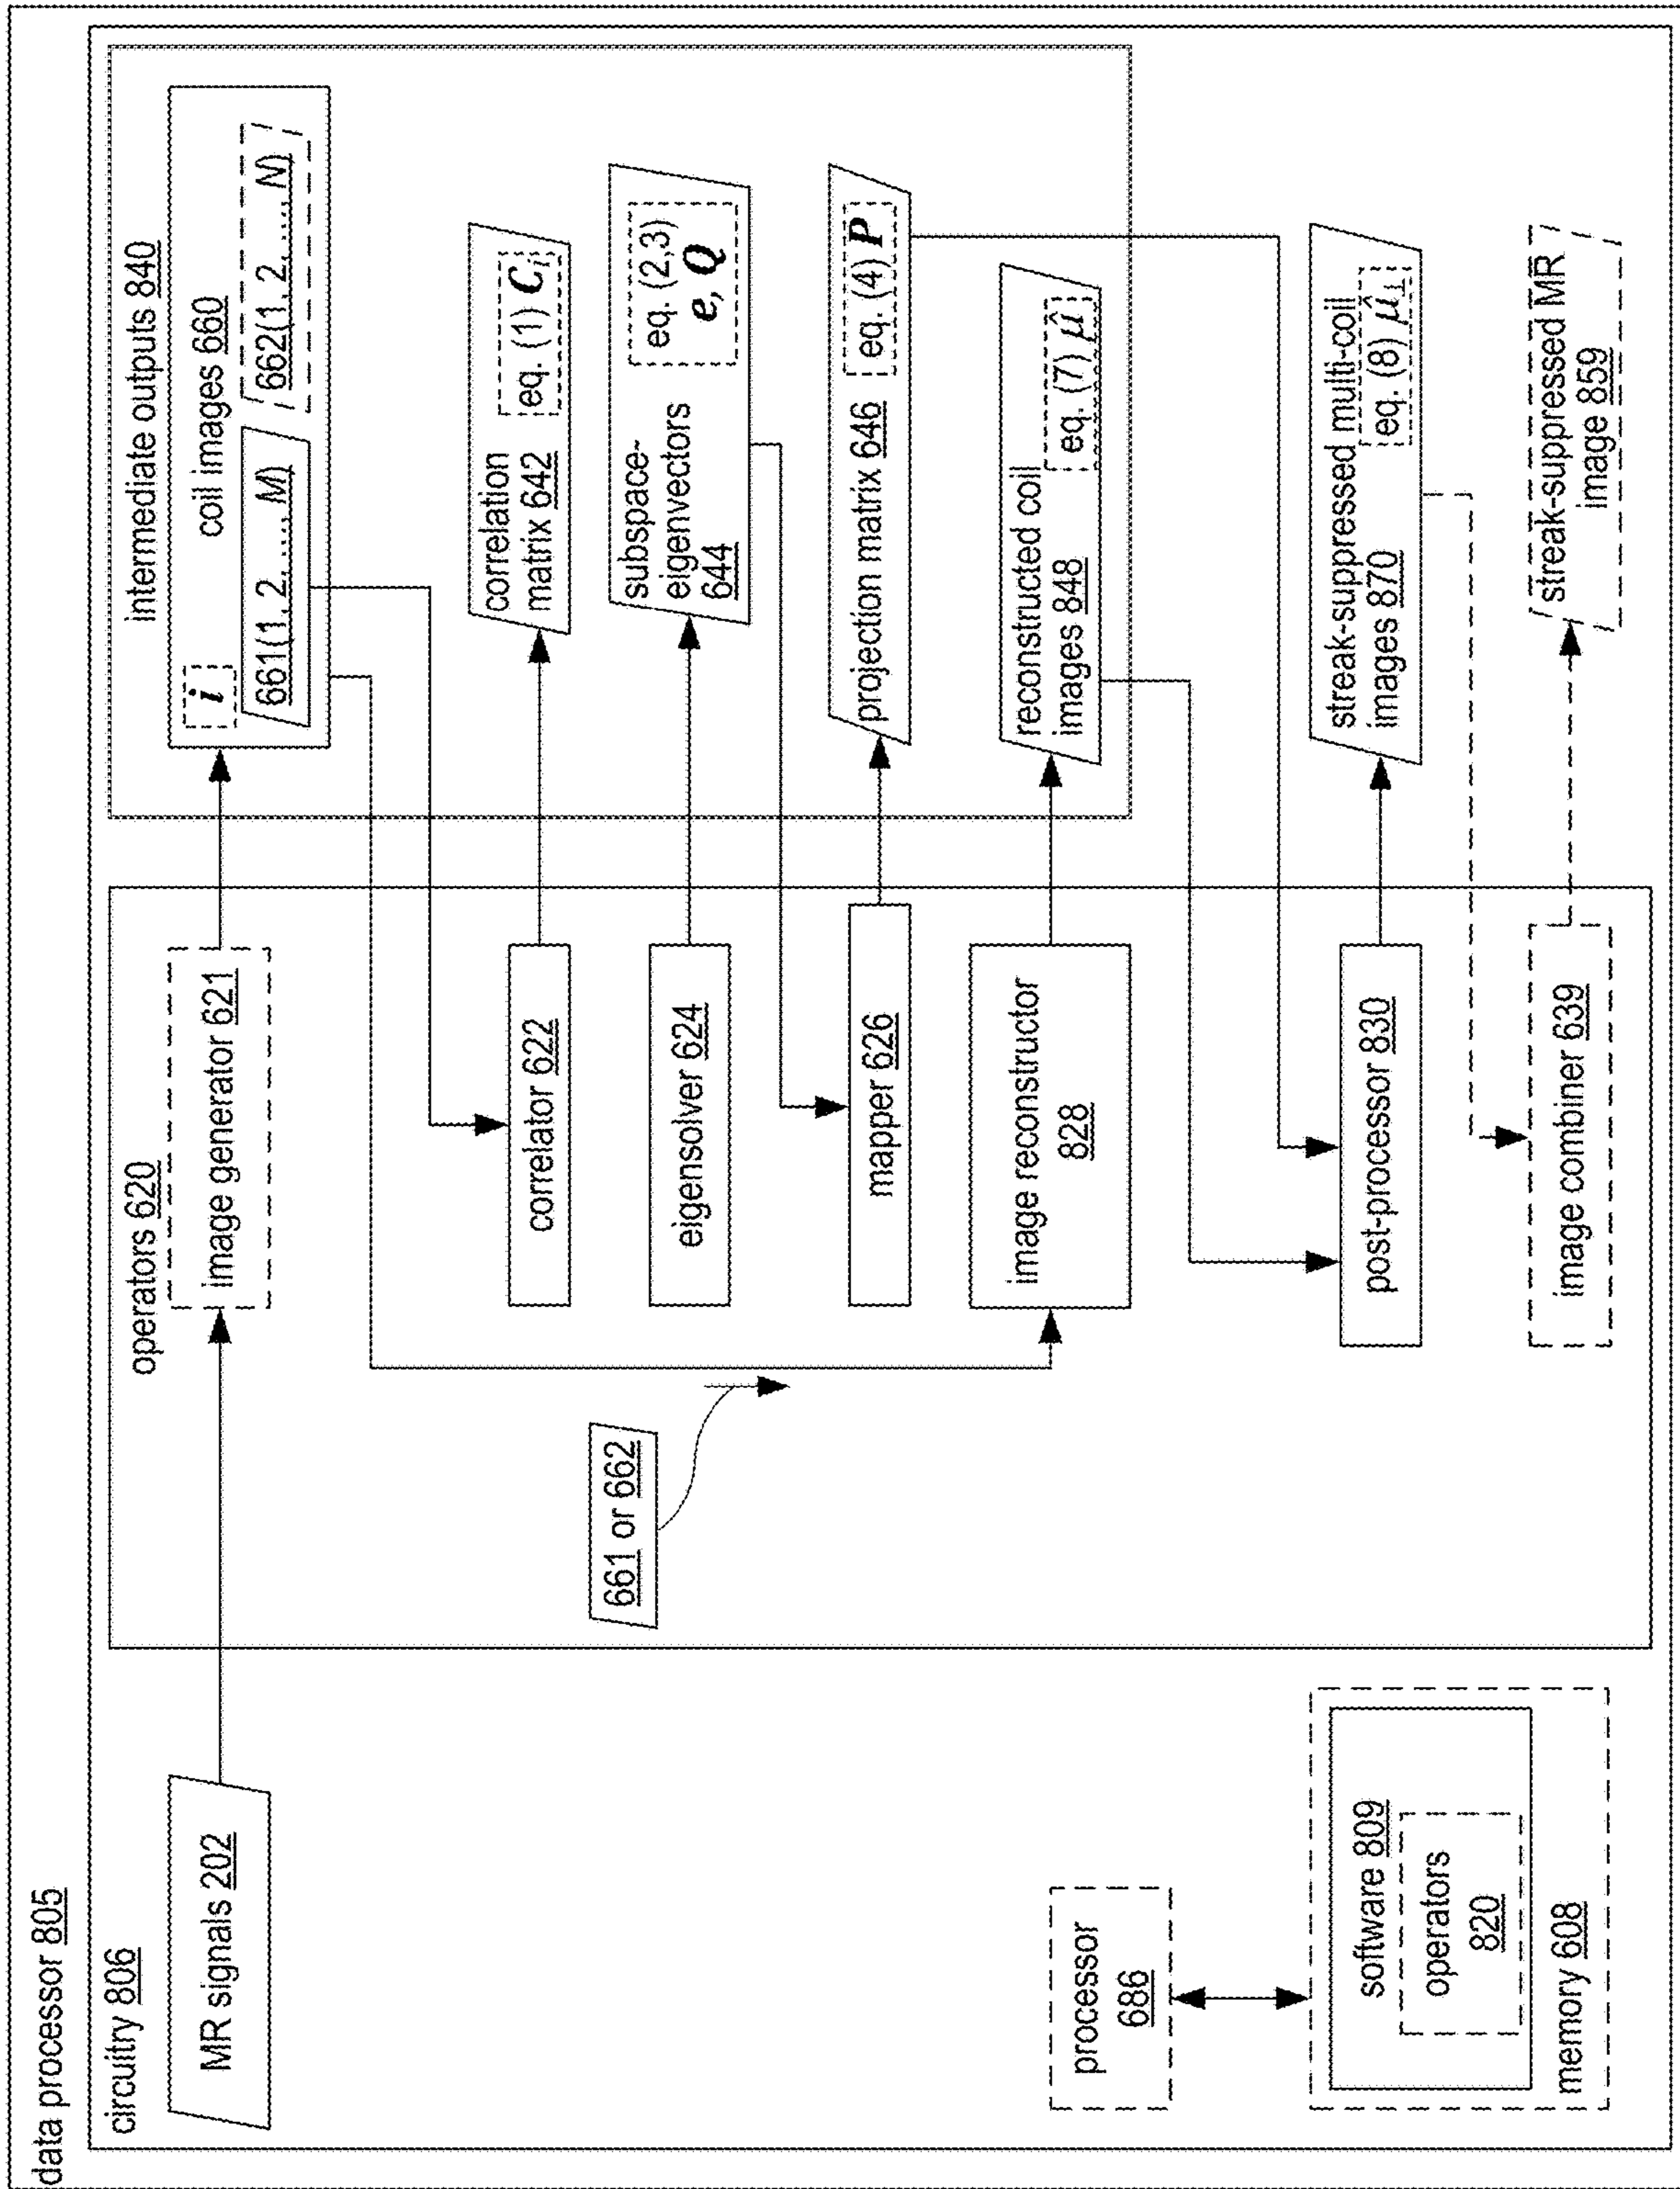 data processor 805
circuitry 806
MR signals 202
processor
686
software 809
operators
820
memory 608
operators 620
image generator 621
661 or 662
correlator 622
eigensolver 624
mapper 626
image reconstructor
828
post-processor 830
image combiner 639
intermediate outputs 840
coil images 660
i
661(1, 2, ..., M)
662(1, 2, ..., N)
correlation
matrix 642
eq. (1) Cᵢ
subspace-
eigenvectors
644
eq. (2,3)
e, Q
projection matrix 646
eq. (4) P
reconstructed coil
images 848
eq. (7) μ̂
streak-suppressed multi-coil
images 870
eq. (8) μ̂⊥
streak-suppressed MR
image 859